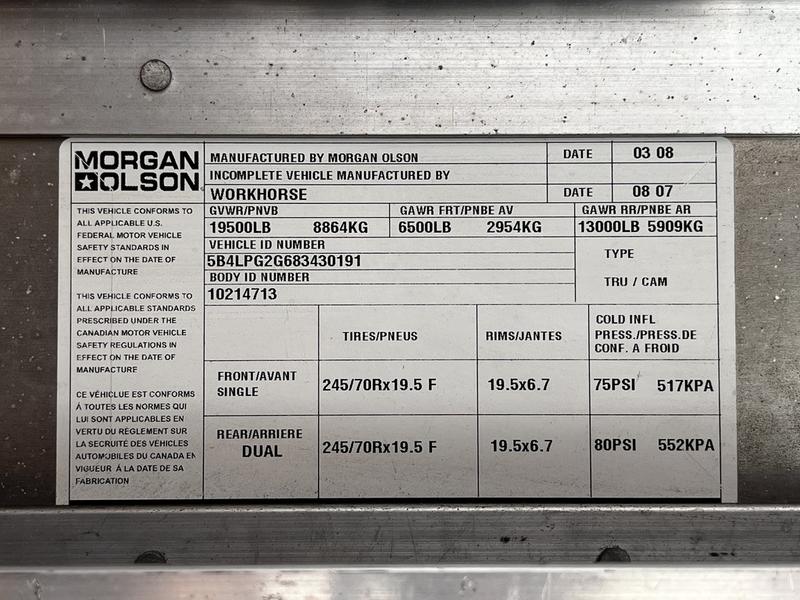 MORGAN OLSON
MANUFACTURED BY MORGAN OLSON DATE 03 08
INCOMPLETE VEHICLE MANUFACTURED BY
WORKHORSE DATE 08 07
GVWR/PNVB GAWR FRT/PNBE AV GAWR RR/PNBE AR
19500LB 8864KG 6500LB 2954KG 13000LB 5909KG
VEHICLE ID NUMBER
5B4LPG2G683430191
BODY ID NUMBER
10214713
TYPE
TRU / CAM
TIRES/PNEUS RIMS/JANTES COLD INFL
PRESS./PRESS.DE
CONF. A FROID
FRONT/AVANT
SINGLE 245/70Rx19.5 F 19.5x6.7 75PSI 517KPA
REAR/ARRIERE
DUAL 245/70Rx19.5 F 19.5x6.7 80PSI 552KPA
THIS VEHICLE CONFORMS TO
ALL APPLICABLE U.S.
FEDERAL MOTOR VEHICLE
SAFETY STANDARDS IN
EFFECT ON THE DATE OF
MANUFACTURE
THIS VEHICLE CONFORMS TO
ALL APPLICABLE STANDARDS
PRESCRIBED UNDER THE
CANADIAN MOTOR VEHICLE
SAFETY REGULATIONS IN
EFFECT ON THE DATE OF
MANUFACTURE
CE VÉHICLUE EST CONFORMS
Á TOUTES LES NORMES QUI
LUI SONT APPLICABLES EN
VERTU DU RÉGLEMENT SUR
LA SECRUITÉ DES VÉHICLES
AUTOMOBILES DU CANADA EN
VIGUEUR Á LA DATE DE SA
FABRICATION